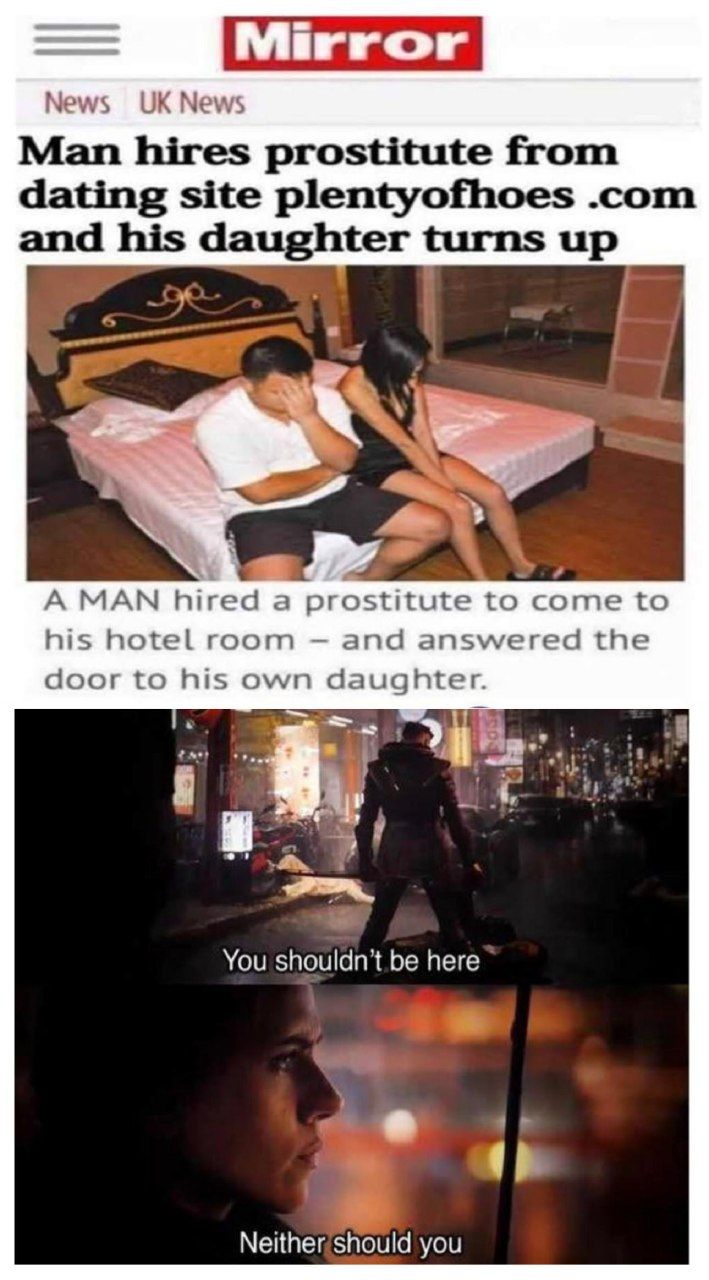 Mirror
News UK News
Man hires prostitute from
dating site plentyofhoes .com
and his daughter turns up
A MAN hired a prostitute to come to
his hotel room – and answered the
door to his own daughter.
You shouldn't be here
Neither should you